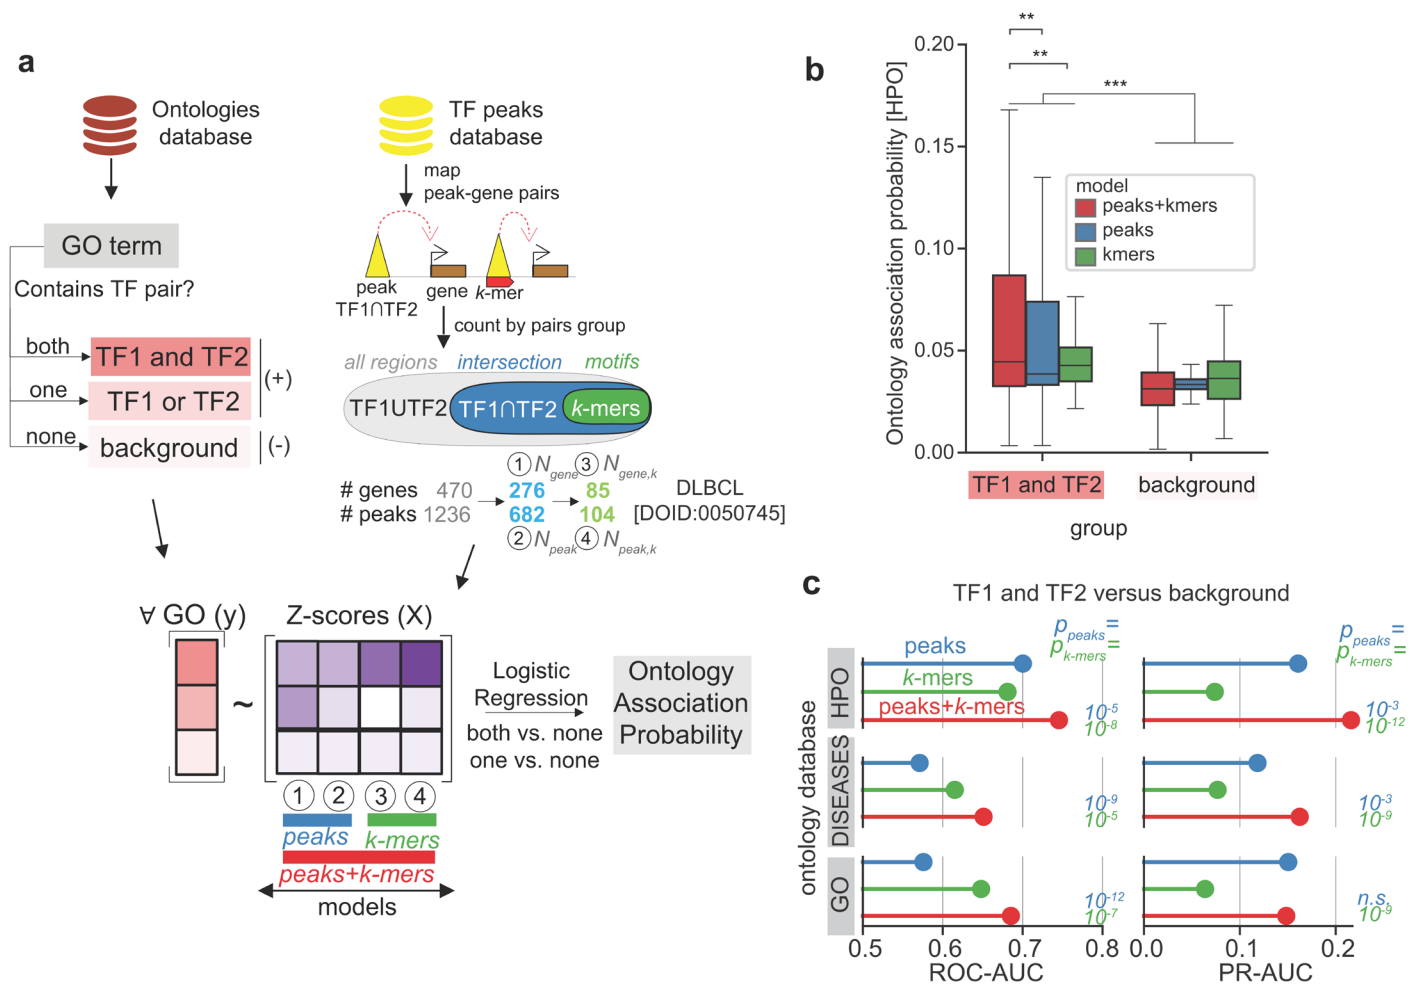 a
Ontologies
database
TF peaks
database
map
peak-gene pairs
GO term
Contains TF pair?
both
TF1 and TF2
one
TF1 or TF2
(+)
none
background
(-)
peak
TF1∩TF2
gene
k-mer
count by pairs group
all regions
intersection
motifs
TF1UTF2
TF1∩TF2
k-mers
1 N gene
3 N gene,k
# genes 470 276 85 DLBCL
# peaks 1236 682 104 [DOID:0050745]
2 N peak
4 N peak,k
∀ GO (y)
~
Z-scores (X)
1 2 3 4
peaks
k-mers
peaks+k-mers
models
Logistic
Regression
both vs. none
one vs. none
Ontology
Association
Probability
b
Ontology association probability [HPO]
0.20
0.15
0.10
0.05
0.00
**
**
***
model
peaks+kmers
peaks
kmers
TF1 and TF2
background
group
c
TF1 and TF2 versus background
ontology database
HPO
peaks
k-mers
peaks+k-mers
p peaks =
p k-mers =
10-5
10-8
p peaks =
p k-mers =
10-3
10-12
DISEASES
10-9
10-5
10-3
10-9
GO
10-12
10-7
n.s.
10-9
0.5 0.6 0.7 0.8
ROC-AUC
0.0 0.1 0.2
PR-AUC